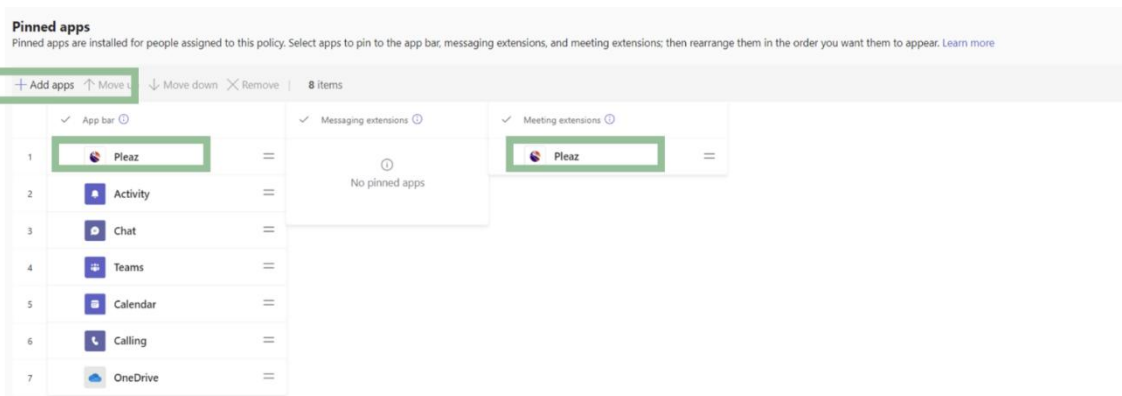 Pinned apps
Pinned apps are installed for people assigned to this policy. Select apps to pin to the app bar, messaging extensions, and meeting extensions; then rearrange them in the order you want them to appear. Learn more
+ Add apps ↑ Move u ↓ Move down × Remove | 8 items
App bar Messaging extensions Meeting extensions
1 Pleaz Pleaz
No pinned apps
2 Activity
3 Chat
4 Teams
5 Calendar
6 Calling
7 OneDrive